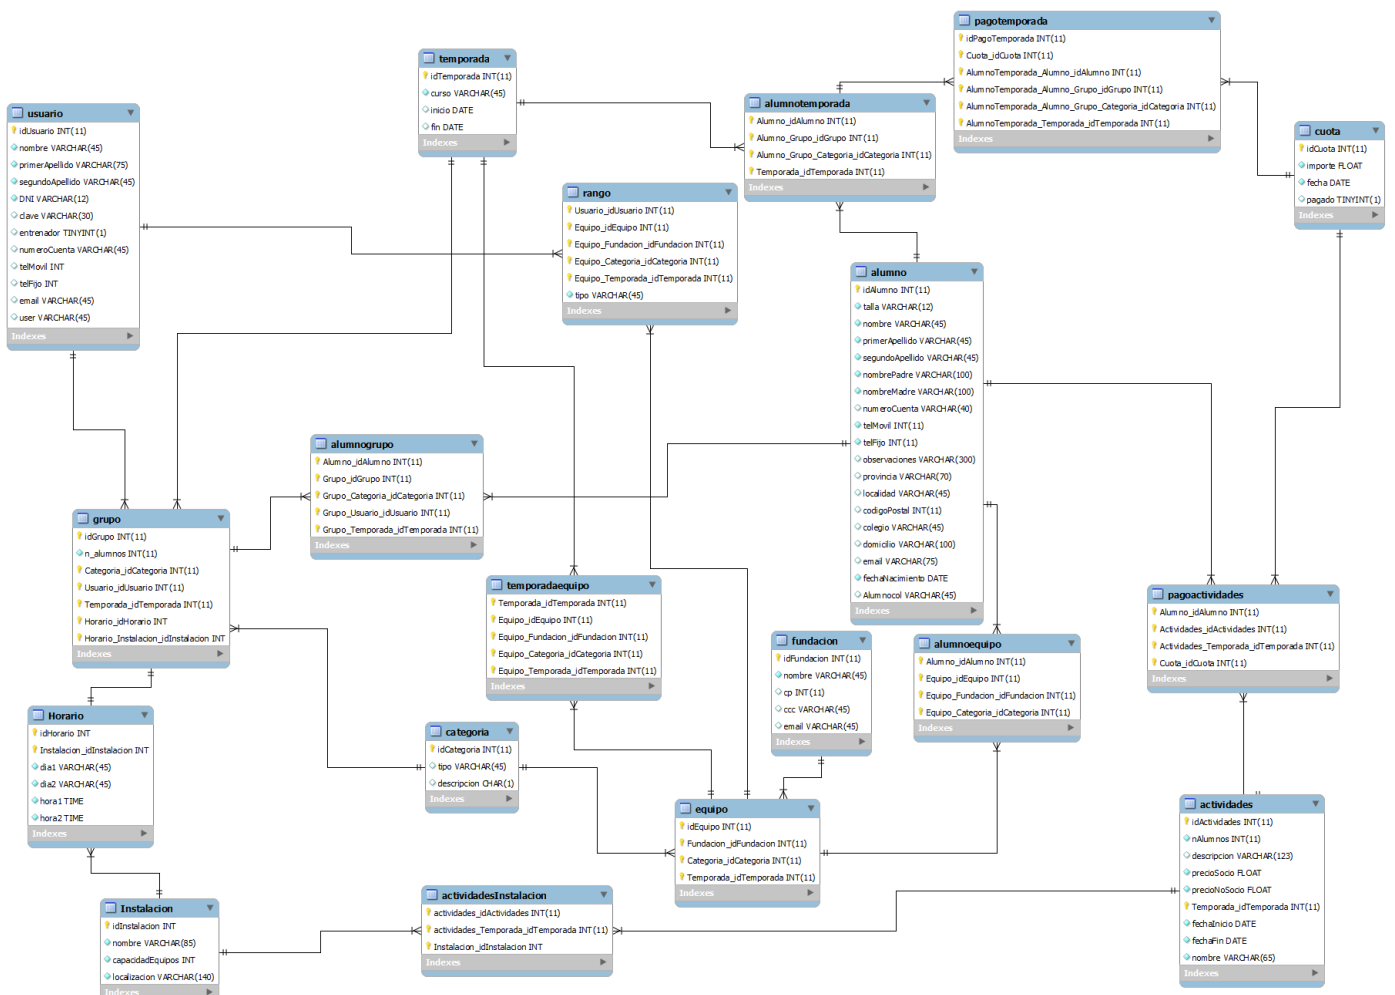 pagotemporada
idPagoTemporada INT(11)
Cuota_idCuota INT(11)
AlumnoTemporada_Alumno_idAlumno INT(11)
AlumnoTemporada_Alumno_Grupo_idGrupo INT(11)
AlumnoTemporada_Alumno_Grupo_Categoria_idCategoria INT(11)
AlumnoTemporada_Temporada_idTemporada INT(11)
Indexes
temporada
idTemporada INT(11)
curso VARCHAR(45)
inicio DATE
fin DATE
Indexes
alumnotemporada
Alumno_idAlumno INT(11)
Alumno_Grupo_idGrupo INT(11)
Alumno_Grupo_Categoria_idCategoria INT(11)
Temporada_idTemporada INT(11)
Indexes
usuario
idUsuario INT(11)
nombre VARCHAR(45)
primerApellido VARCHAR(75)
segundoApellido VARCHAR(45)
DNI VARCHAR(12)
clave VARCHAR(30)
entrenador TINYINT(1)
numeroCuenta VARCHAR(45)
telMovil INT
telFijo INT
email VARCHAR(45)
user VARCHAR(45)
Indexes
cuota
idCuota INT(11)
importe FLOAT
fecha DATE
pagado TINYINT(1)
Indexes
rango
Usuario_idUsuario INT(11)
Equipo_idEquipo INT(11)
Equipo_Fundacion_idFundacion INT(11)
Equipo_Categoria_idCategoria INT(11)
Equipo_Temporada_idTemporada INT(11)
tipo VARCHAR(45)
Indexes
alumno
idAlumno INT(11)
talla VARCHAR(12)
nombre VARCHAR(45)
primerApellido VARCHAR(45)
segundoApellido VARCHAR(45)
nombrePadre VARCHAR(100)
nombreMadre VARCHAR(100)
numeroCuenta VARCHAR(40)
telMovil INT(11)
telFijo INT(11)
observaciones VARCHAR(300)
provincia VARCHAR(70)
localidad VARCHAR(45)
codigoPostal INT(11)
colegio VARCHAR(45)
domicilio VARCHAR(100)
email VARCHAR(75)
fechaNacimiento DATE
Alumnocol VARCHAR(45)
Indexes
alumnogrupo
Alumno_idAlumno INT(11)
Grupo_idGrupo INT(11)
Grupo_Categoria_idCategoria INT(11)
Grupo_Usuario_idUsuario INT(11)
Grupo_Temporada_idTemporada INT(11)
Indexes
grupo
idGrupo INT(11)
n_alumnos INT(11)
Categoria_idCategoria INT(11)
Usuario_idUsuario INT(11)
Temporada_idTemporada INT(11)
Horario_idHorario INT
Horario_Instalacion_idInstalacion INT
Indexes
temporadaequipo
Temporada_idTemporada INT(11)
Equipo_idEquipo INT(11)
Equipo_Fundacion_idFundacion INT(11)
Equipo_Categoria_idCategoria INT(11)
Equipo_Temporada_idTemporada INT(11)
Indexes
pagoactividades
Alumno_idAlumno INT(11)
Actividades_idActividades INT(11)
Actividades_Temporada_idTemporada INT(11)
Cuota_idCuota INT(11)
Indexes
fundacion
idFundacion INT(11)
nombre VARCHAR(45)
cp INT(11)
ccc VARCHAR(45)
email VARCHAR(45)
Indexes
alumnoequipo
Alumno_idAlumno INT(11)
Equipo_idEquipo INT(11)
Equipo_Fundacion_idFundacion INT(11)
Equipo_Categoria_idCategoria INT(11)
Indexes
Horario
idHorario INT
Instalacion_idInstalacion INT
dia1 VARCHAR(45)
dia2 VARCHAR(45)
hora1 TIME
hora2 TIME
Indexes
categoria
idCategoria INT(11)
tipo VARCHAR(45)
descripcion CHAR(1)
Indexes
equipo
idEquipo INT(11)
Fundacion_idFundacion INT(11)
Categoria_idCategoria INT(11)
Temporada_idTemporada INT(11)
Indexes
actividades
idActividades INT(11)
nAlumnos INT(11)
descripcion VARCHAR(123)
precioSocio FLOAT
precioNoSocio FLOAT
Temporada_idTemporada INT(11)
fechaInicio DATE
fechaFin DATE
nombre VARCHAR(65)
Indexes
actividadesInstalacion
actividades_idActividades INT(11)
actividades_Temporada_idTemporada INT(11)
Instalacion_idInstalacion INT
Indexes
Instalacion
idInstalacion INT
nombre VARCHAR(85)
capacidadEquipos INT
localizacion VARCHAR(140)
Indexes